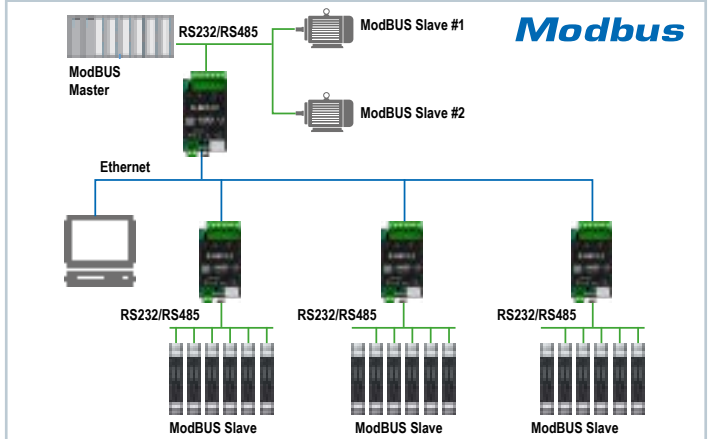 RS232/RS485
ModBUS Slave #1
Modbus
ModBUS
Master
ModBUS Slave #2
Ethernet
RS232/RS485
RS232/RS485
RS232/RS485
ModBUS Slave
ModBUS Slave
ModBUS Slave